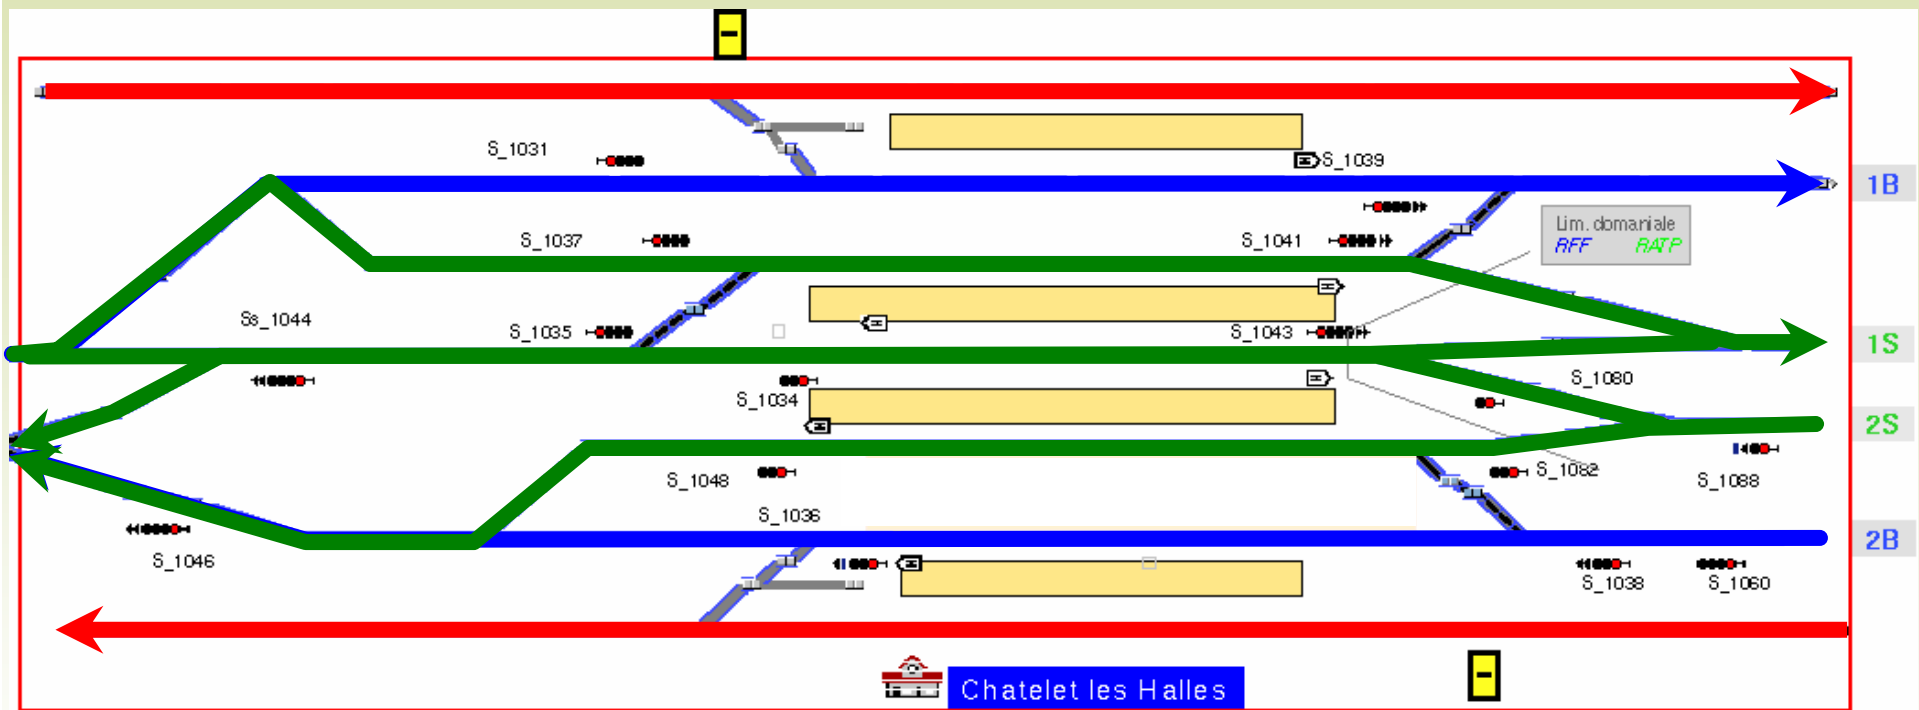 S_1031
S_1039
1B
S_1037
S_1041
Lim. domaniale
RFF RATP
Ss_1044
S_1035
S_1043
1S
S_1080
S_1034
2S
S_1048
S_1082
S_1088
S_1036
2B
S_1046
S_1038
S_1060
Chatelet les Halles